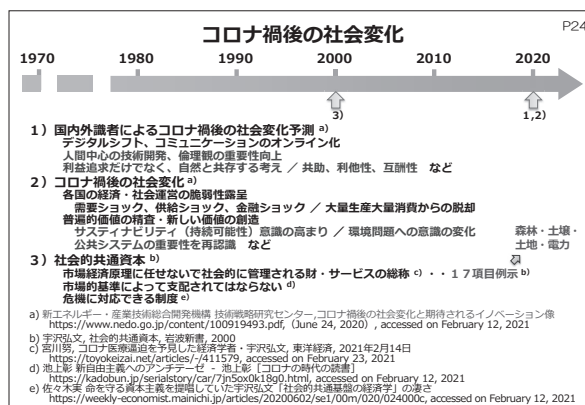 P24
コロナ禍後の社会変化
1970 1980 1990 2000 2010 2020
3) 1,2)
1）国内外識者によるコロナ禍後の社会変化予測 a)
デジタルシフト、コミュニケーションのオンライン化
人間中心の技術開発、倫理観の重要性向上
利益追求だけでなく、自然と共存する考え ／ 共助、利他性、互酬性 など
2）コロナ禍後の社会変化 a)
各国の経済・社会運営の脆弱性露呈
需要ショック、供給ショック、金融ショック ／ 大量生産大量消費からの脱却
普遍的価値の精査・新しい価値の創造
サスティナビリティ（持続可能性）意識の高まり ／ 環境問題への意識の変化
公共システムの重要性を再認識 など
森林・土壌・
土地・電力
3）社会的共通資本 b)
市場経済原理に任せないで社会的に管理される財・サービスの総称 c) ・・１７項目例示 b)
市場的基準によって支配されてはならない d)
危機に対応できる制度 e)
a) 新エネルギー・産業技術総合開発機構 技術戦略研究センター,コロナ禍後の社会変化と期待されるイノベーション像
https://www.nedo.go.jp/content/100919493.pdf,（June 24, 2020）, accessed on February 12, 2021
b) 宇沢弘文, 社会的共通資本, 岩波新書, 2000
c) 宮川努, コロナ医療逼迫を予見した経済学者・宇沢弘文, 東洋経済, 2021年2月14日
https://toyokeizai.net/articles/-/411579, accessed on February 23, 2021
d) 池上彰 新自由主義へのアンチテーゼ - 池上彰［コロナの時代の読書］
https://kadobun.jp/serialstory/car/7jn5ox0k18g0.html, accessed on February 12, 2021
e) 佐々木実 命を守る資本主義を提唱していた宇沢弘文「社会的共通基盤の経済学」の凄さ
https://weekly-economist.mainichi.jp/articles/20200602/se1/00m/020/024000c, accessed on February 12, 2021